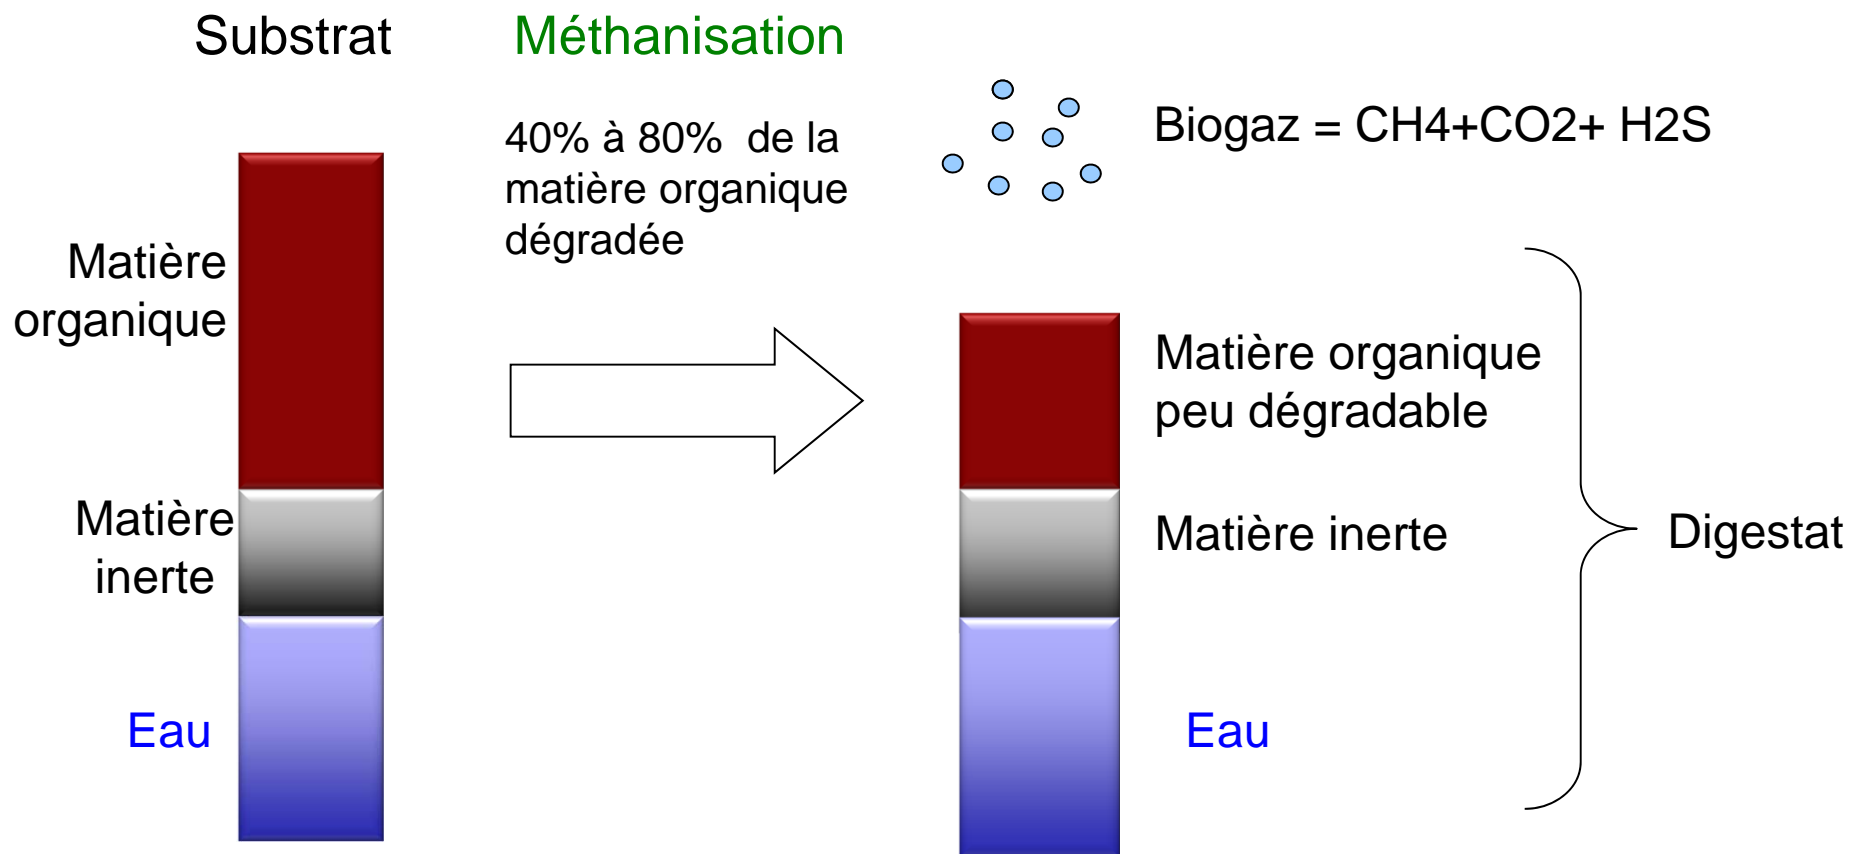 Substrat
Méthanisation
40% à 80% de la
matière organique
dégradée
Biogaz = CH4+CO2+ H2S
Matière
organique
Matière
inerte
Eau
Matière organique
peu dégradable
Matière inerte
Eau
Digestat